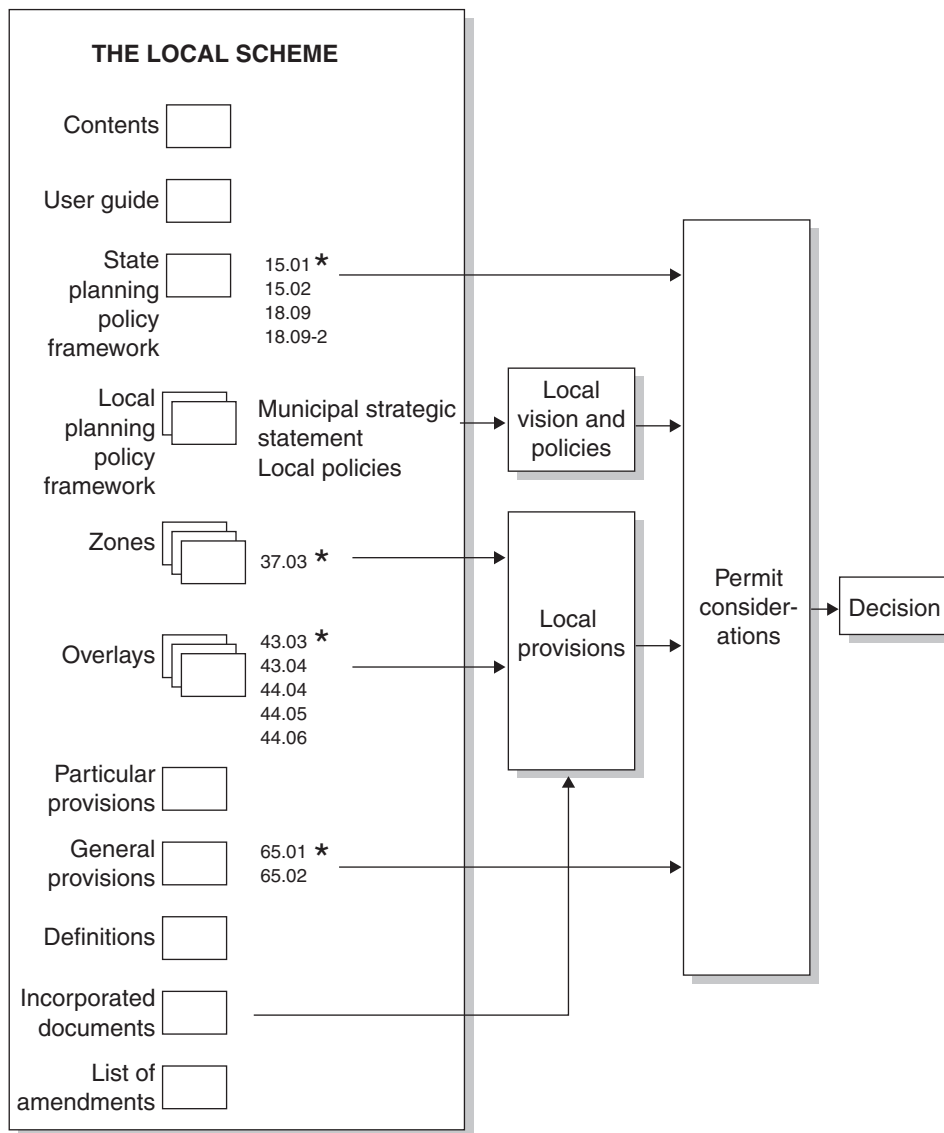 THE LOCAL SCHEME
Contents
User guide
State
planning
policy
framework
15.01 *
15.02
18.09
18.09-2
Local
planning
policy
framework
Municipal strategic
statement
Local policies
Local
vision and
policies
Zones
37.03 *
Overlays
43.03 *
43.04
44.04
44.05
44.06
Local
provisions
Permit
consider-
ations
Decision
Particular
provisions
General
provisions
65.01 *
65.02
Definitions
Incorporated
documents
List of
amendments